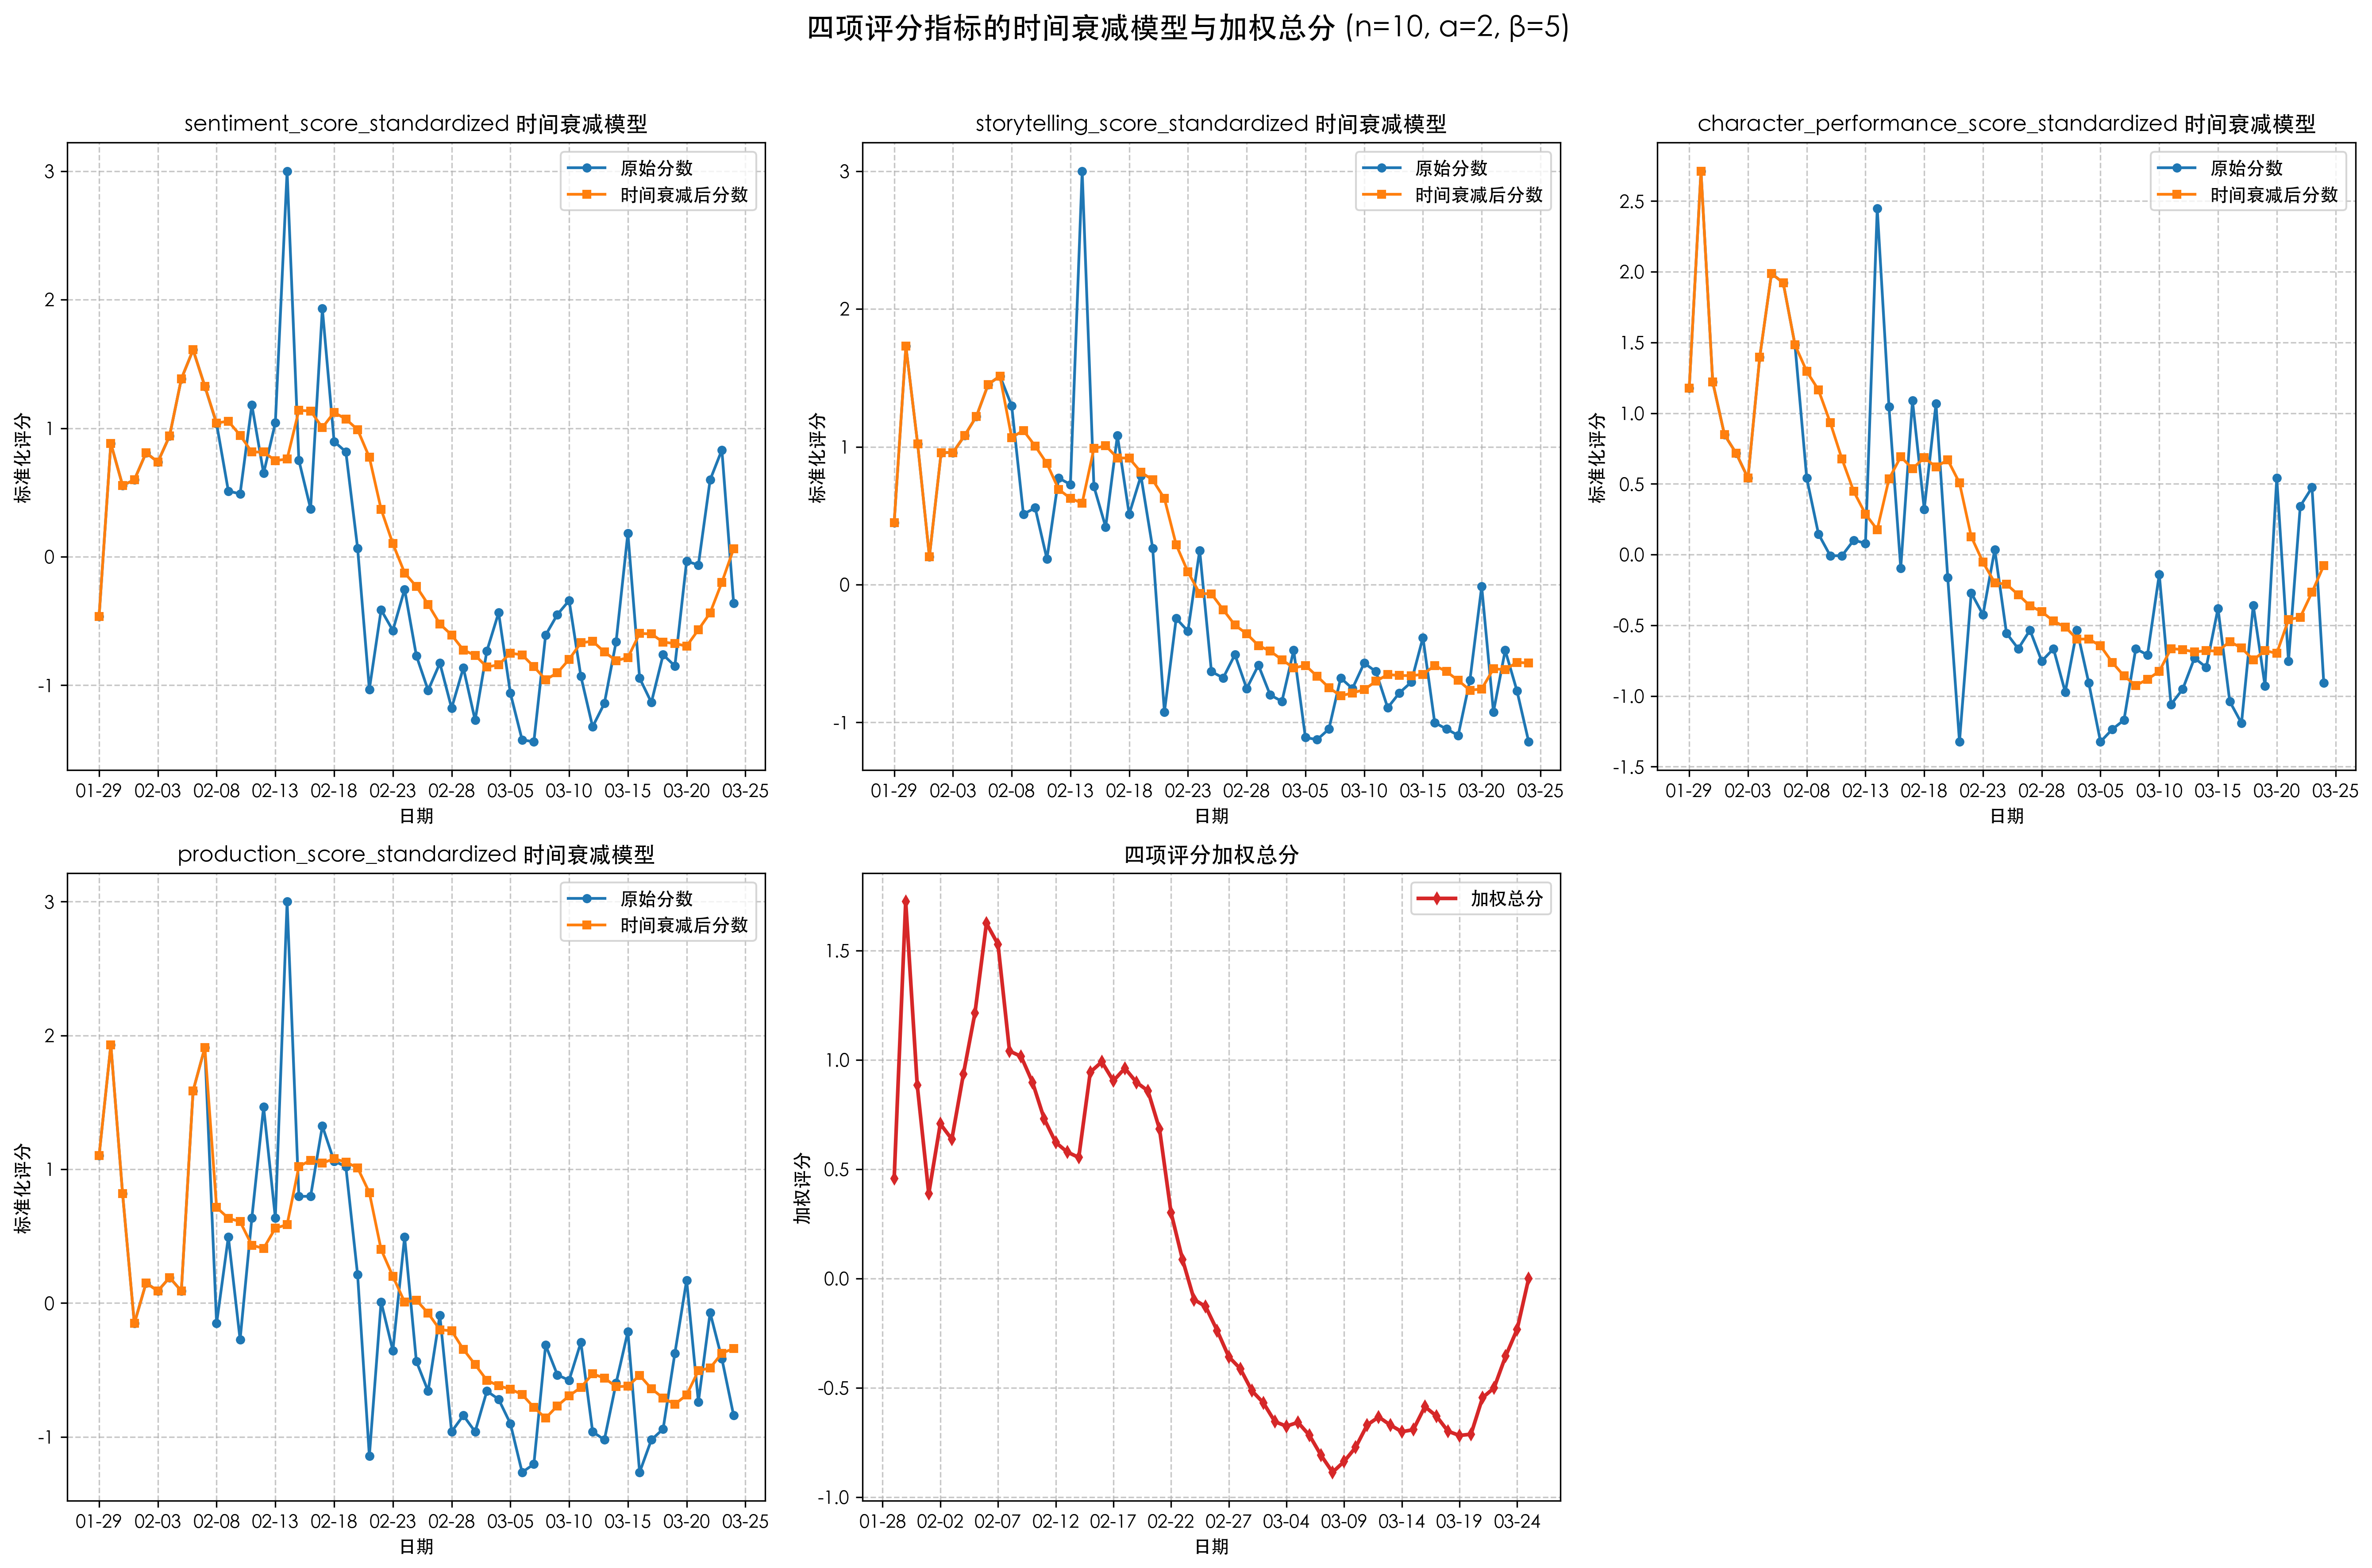 四项评分指标的时间衰减模型与加权总分 (n=10, α=2, β=5)
sentiment_score_standardized 时间衰减模型
标准化评分
3
2
1
0
-1
原始分数
时间衰减后分数
01-29 02-03 02-08 02-13 02-18 02-23 02-28 03-05 03-10 03-15 03-20 03-25
日期
storytelling_score_standardized 时间衰减模型
标准化评分
3
2
1
0
-1
原始分数
时间衰减后分数
01-29 02-03 02-08 02-13 02-18 02-23 02-28 03-05 03-10 03-15 03-20 03-25
日期
character_performance_score_standardized 时间衰减模型
标准化评分
2.5
2.0
1.5
1.0
0.5
0.0
-0.5
-1.0
-1.5
原始分数
时间衰减后分数
01-29 02-03 02-08 02-13 02-18 02-23 02-28 03-05 03-10 03-15 03-20 03-25
日期
production_score_standardized 时间衰减模型
标准化评分
3
2
1
0
-1
原始分数
时间衰减后分数
01-29 02-03 02-08 02-13 02-18 02-23 02-28 03-05 03-10 03-15 03-20 03-25
日期
四项评分加权总分
加权评分
1.5
1.0
0.5
0.0
-0.5
-1.0
加权总分
01-28 02-02 02-07 02-12 02-17 02-22 02-27 03-04 03-09 03-14 03-19 03-24
日期